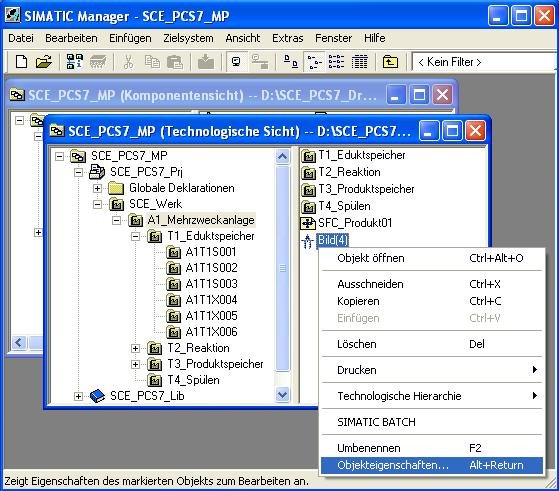 SIMATIC Manager - SCE_PCS7_MP
Datei Bearbeiten Einfügen Zielsystem Ansicht Extras Fenster Hilfe
< Kein Filter >
SCE_PCS7_MP (Komponentensicht) -- D:\SCE_PCS7_Dr...
SCE_PCS7_MP (Technologische Sicht) -- D:\SCE_PCS7...
SCE_PCS7_MP
SCE_PCS7_Prj
Globale Deklarationen
SCE_Werk
A1_Mehrzweckanlage
T1_Eduktspeicher
A1T1S001
A1T1S002
A1T1S003
A1T1X004
A1T1X005
A1T1X006
T2_Reaktion
T3_Produktspeicher
T4_Spülen
SCE_PCS7_Lib
T1_Eduktspeicher
T2_Reaktion
T3_Produktspeicher
T4_Spülen
SFC_Produkt01
Bild(4)
Objekt öffnen Ctrl+Alt+O
Ausschneiden Ctrl+X
Kopieren Ctrl+C
Einfügen Ctrl+V
Löschen Del
Drucken
Technologische Hierarchie
SIMATIC BATCH
Umbenennen F2
Objekteigenschaften... Alt+Return
Zeigt Eigenschaften des markierten Objekts zum Bearbeiten an.